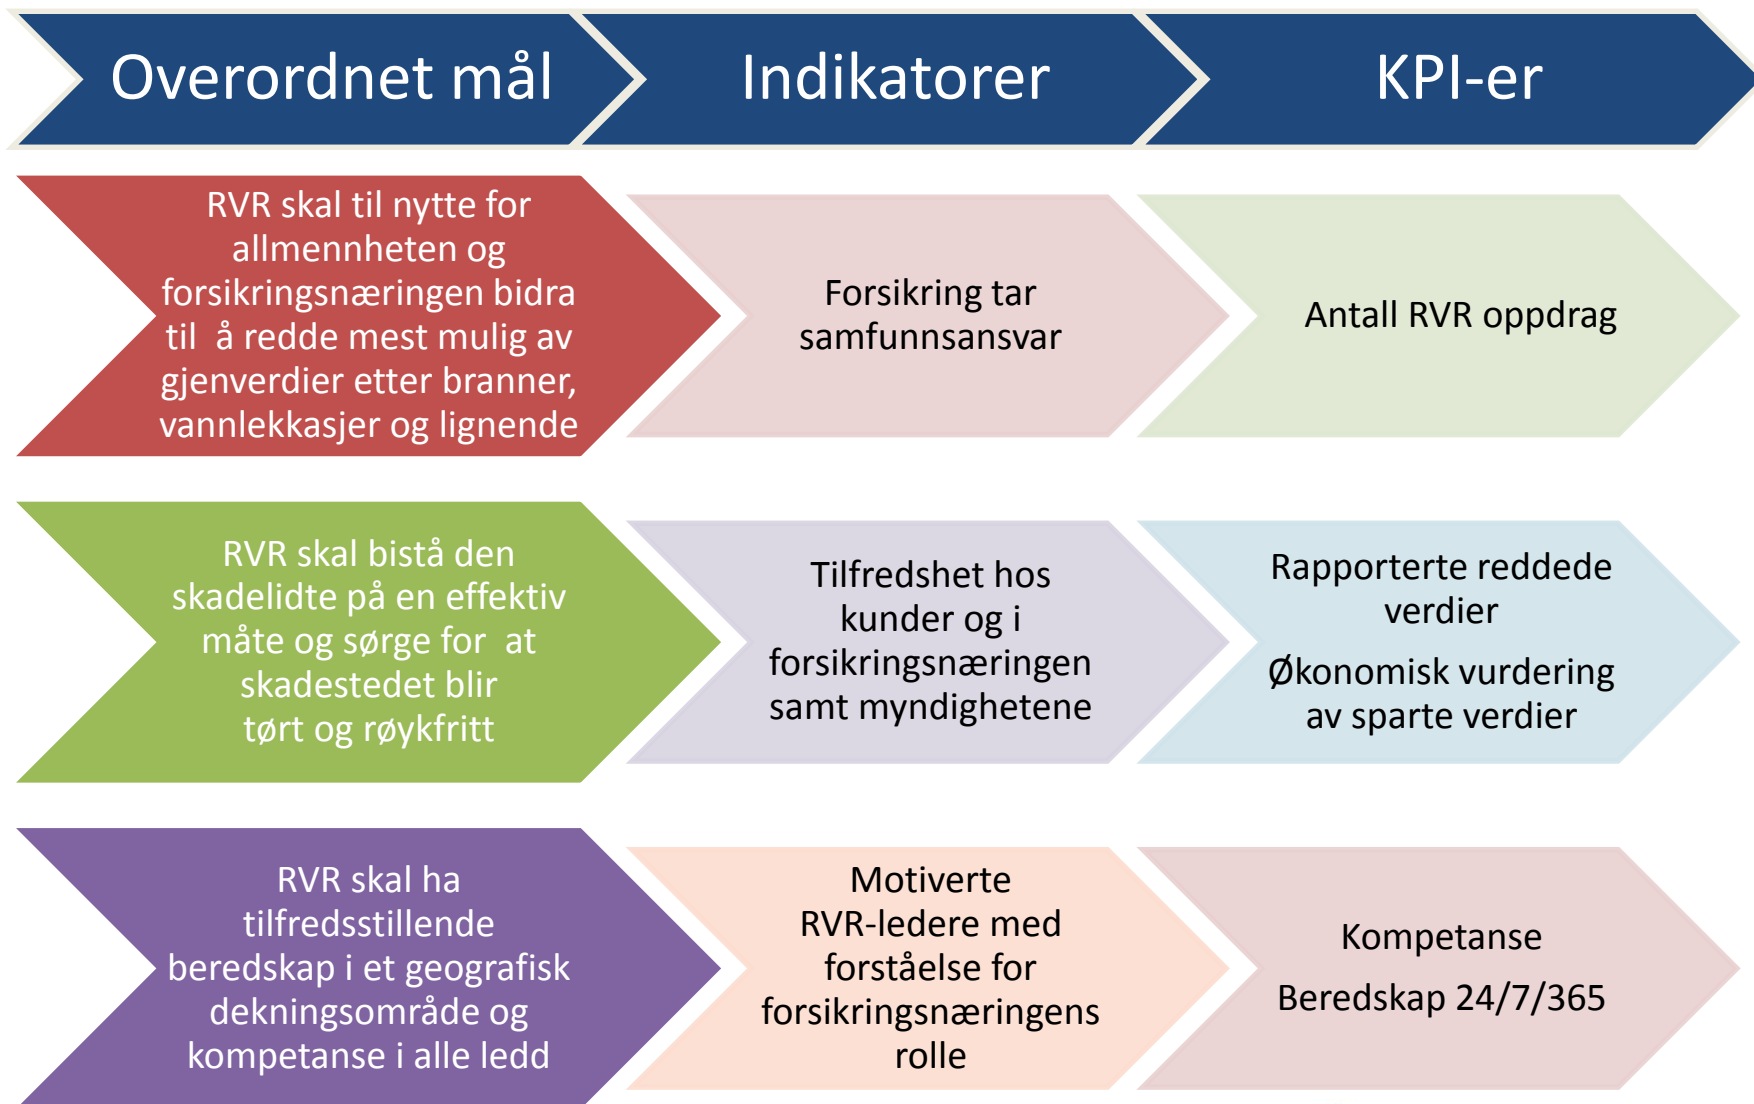 Overordnet mål
Indikatorer
KPI-er
RVR skal til nytte for
allmennheten og
forsikringsnæringen bidra
til å redde mest mulig av
gjenverdier etter branner,
vannlekkasjer og lignende
Forsikring tar
samfunnsansvar
Antall RVR oppdrag
RVR skal bistå den
skadelidte på en effektiv
måte og sørge for at
skadestedet blir
tørt og røykfritt
Tilfredshet hos
kunder og i
forsikringsnæringen
samt myndighetene
Rapporterte reddede
verdier
Økonomisk vurdering
av sparte verdier
RVR skal ha
tilfredsstillende
beredskap i et geografisk
dekningsområde og
kompetanse i alle ledd
Motiverte
RVR-ledere med
forståelse for
forsikringsnæringens
rolle
Kompetanse
Beredskap 24/7/365